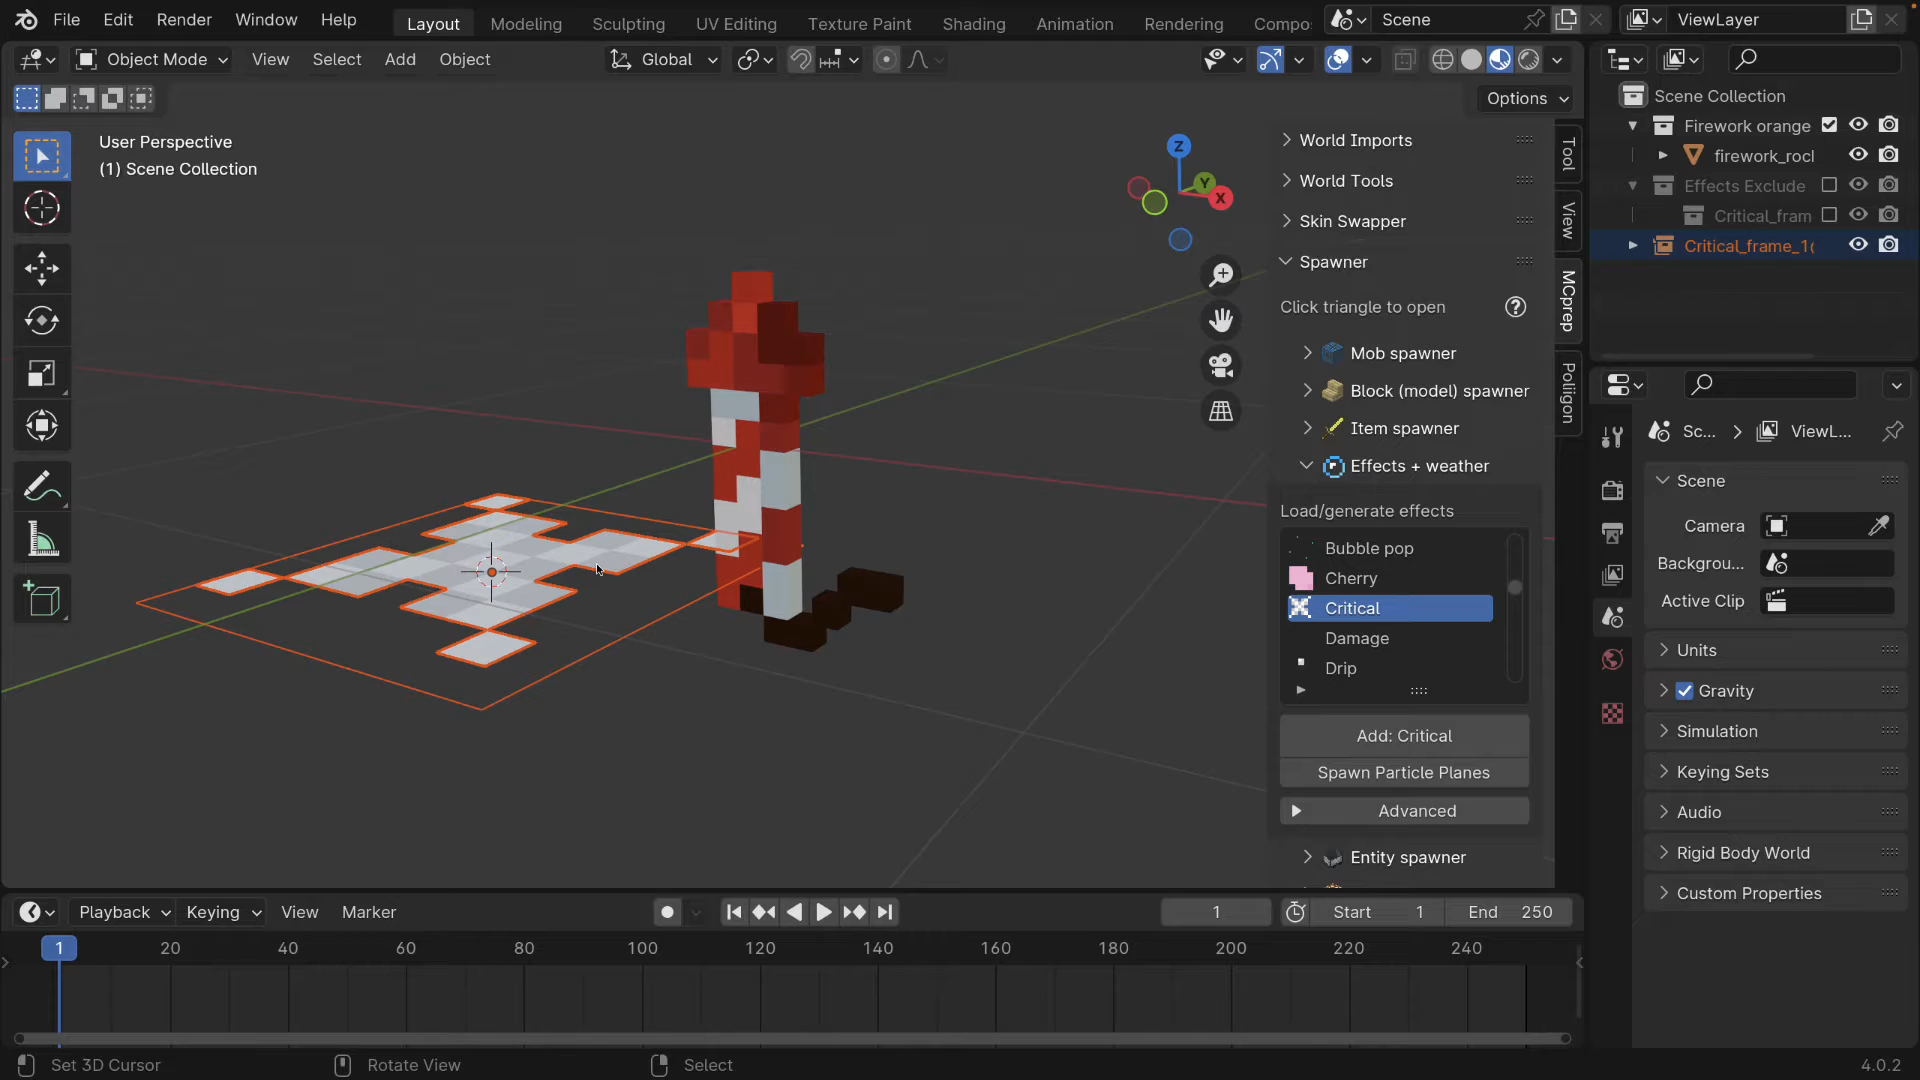 File Edit Render Window Help
Layout Modeling Sculpting UV Editing Texture Paint Shading Animation Rendering Compo
Scene
ViewLayer
Object Mode View Select Add Object
Global
Options
User Perspective
(1) Scene Collection
Z
Y
X
World Imports
World Tools
Skin Swapper
Spawner
Click triangle to open
Mob spawner
Block (model) spawner
Item spawner
Effects + weather
Load/generate effects
Bubble pop
Cherry
Critical
Damage
Drip
Add: Critical
Spawn Particle Planes
Advanced
Entity spawner
Tool
View
MCprep
Poliigon
Scene Collection
Firework orange
firework_rocl
Effects Exclude
Critical_fram
Critical_frame_1(
Sc... ViewL...
Scene
Camera
Backgrou...
Active Clip
Units
Gravity
Simulation
Keying Sets
Audio
Rigid Body World
Custom Properties
Playback Keying View Marker
1
Start 1
End 250
1 20 40 60 80 100 120 140 160 180 200 220 240
Set 3D Cursor
Rotate View
Select
4.0.2